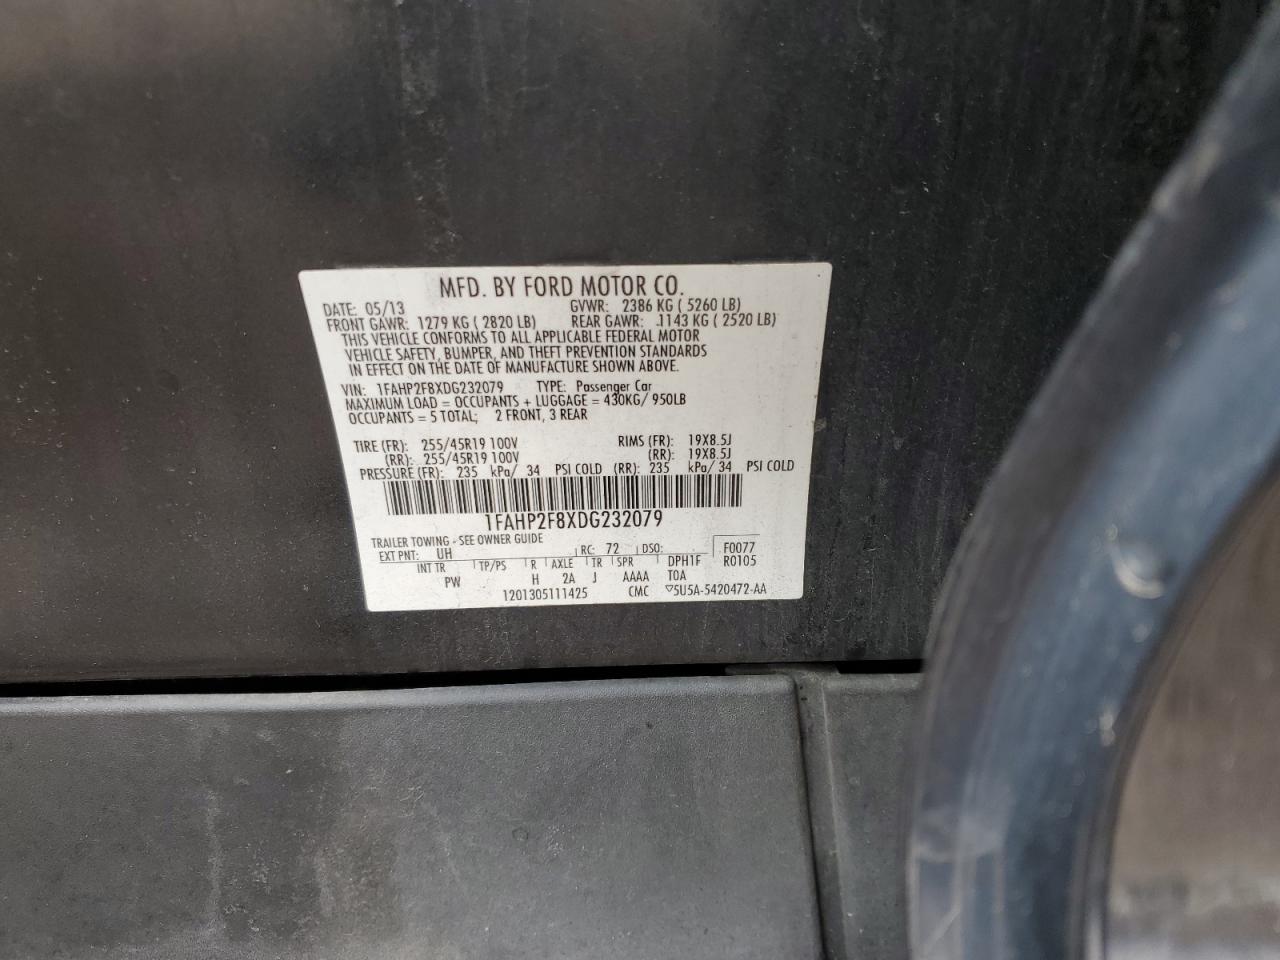 MFD. BY FORD MOTOR CO.
DATE: 05/13 GVWR: 2386 KG ( 5260 LB)
FRONT GAWR: 1279 KG ( 2820 LB) REAR GAWR: 1143 KG ( 2520 LB)
THIS VEHICLE CONFORMS TO ALL APPLICABLE FEDERAL MOTOR
VEHICLE SAFETY, BUMPER, AND THEFT PREVENTION STANDARDS
IN EFFECT ON THE DATE OF MANUFACTURE SHOWN ABOVE.
VIN: 1FAHP2F8XDG232079 TYPE: Passenger Car
MAXIMUM LOAD = OCCUPANTS + LUGGAGE = 430KG/ 950LB
OCCUPANTS = 5 TOTAL; 2 FRONT, 3 REAR
TIRE (FR): 255/45R19 100V RIMS (FR): 19X8.5J
(RR): 255/45R19 100V (RR): 19X8.5J
PRESSURE (FR): 235 kPa/ 34 PSI COLD (RR): 235 kPa/ 34 PSI COLD
1FAHP2F8XDG232079
TRAILER TOWING - SEE OWNER GUIDE
EXT PNT: UH RC: 72 DSO: F0077
INT TR TP/PS R AXLE TR SPR DPH1F R0105
PW H 2A J AAAA TOA
1201305111425 CMC ▽5U5A-5420472-AA